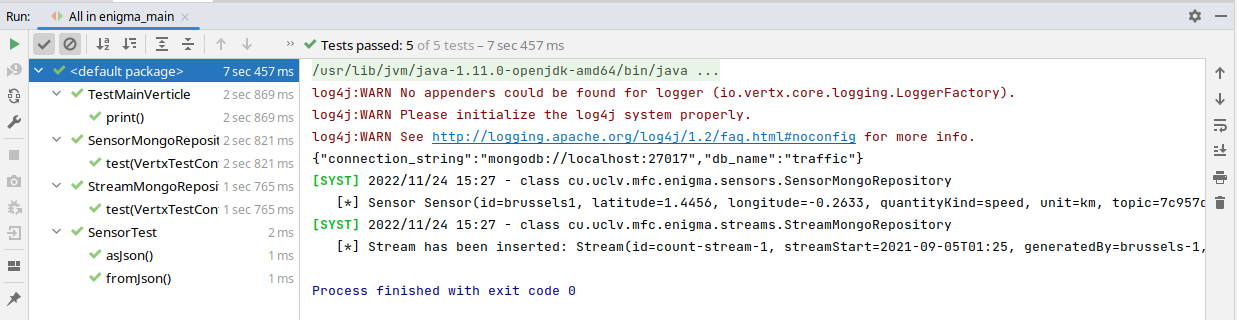 Run: All in enigma_main
Tests passed: 5 of 5 tests – 7 sec 457 ms
<default package> 7 sec 457 ms
TestMainVerticle 2 sec 869 ms
print() 2 sec 869 ms
SensorMongoReposit 2 sec 821 ms
test(VertxTestCon 2 sec 821 ms
StreamMongoReposi 1 sec 765 ms
test(VertxTestCon 1 sec 765 ms
SensorTest 2 ms
asJson() 1 ms
fromJson() 1 ms
/usr/lib/jvm/java-1.11.0-openjdk-amd64/bin/java ...
log4j:WARN No appenders could be found for logger (io.vertx.core.logging.LoggerFactory).
log4j:WARN Please initialize the log4j system properly.
log4j:WARN See http://logging.apache.org/log4j/1.2/faq.html#noconfig for more info.
{"connection_string":"mongodb://localhost:27017","db_name":"traffic"}
[SYST] 2022/11/24 15:27 - class cu.uclv.mfc.enigma.sensors.SensorMongoRepository
[*] Sensor Sensor(id=brussels1, latitude=1.4456, longitude=-0.2633, quantityKind=speed, unit=km, topic=7c957c
[SYST] 2022/11/24 15:27 - class cu.uclv.mfc.enigma.streams.StreamMongoRepository
[*] Stream has been inserted: Stream(id=count-stream-1, streamStart=2021-09-05T01:25, generatedBy=brussels-1,
Process finished with exit code 0